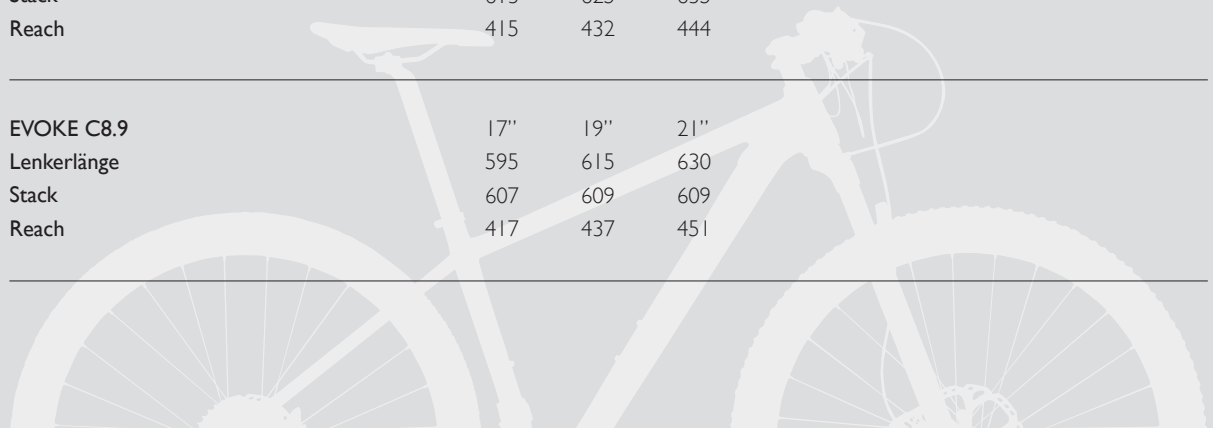 Reach 415 432 444
EVOKE C8.9 17” 19” 21”
Lenkerlänge 595 615 630
Stack 607 609 609
Reach 417 437 451